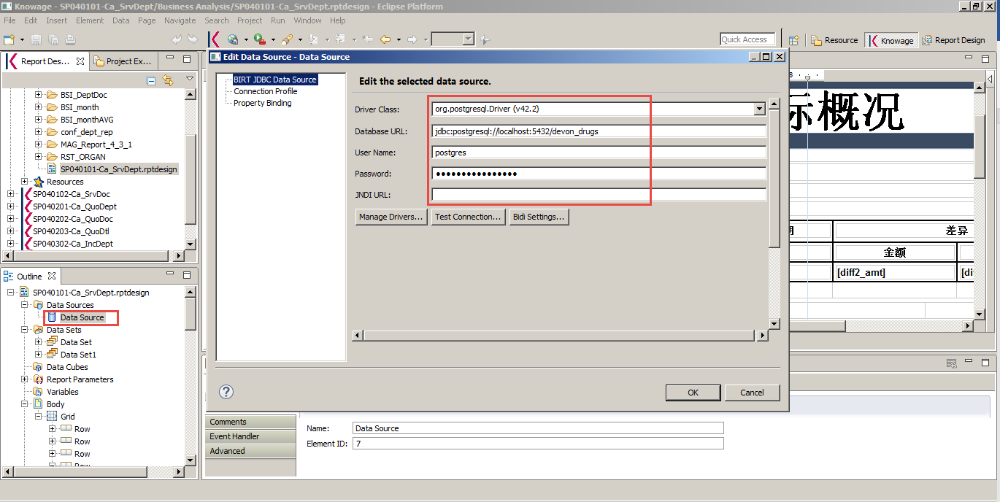 Knowage - SP040101-Ca_SrvDept/Business Analysis/SP040101-Ca_SrvDept.rptdesign - Eclipse Platform
File Edit Insert Element Data Page Navigate Search Project Run Window Help
Quick Access
Resource
Knowage
Report Design
Report Des...
Project Ex...
BSI_DeptDoc
BSI_month
BSI_monthAVG
conf_dept_rep
MAG_Report_4_3_1
RST_ORGAN
SP040101-Ca_SrvDept.rptdesign
Resources
SP040102-Ca_SrvDoc
SP040201-Ca_QuoDept
SP040202-Ca_QuoDoc
SP040203-Ca_QuoDtl
SP040302-Ca_IncDept
Outline
SP040101-Ca_SrvDept.rptdesign
Data Sources
Data Source
Data Sets
Data Set
Data Set1
Data Cubes
Report Parameters
Variables
Body
Grid
Row
Row
Row
Row
Edit Data Source - Data Source
BIRT JDBC Data Source
Connection Profile
Property Binding
Edit the selected data source.
Driver Class: org.postgresql.Driver (v42.2)
Database URL: jdbc:postgresql://localhost:5432/devon_drugs
User Name: postgres
Password: ●●●●●●●●●●●●●●●●
JNDI URL:
Manage Drivers... Test Connection... Bidi Settings...
OK Cancel
8
标概况
差异
金额
[diff2_amt]
[di
Comments
Event Handler
Advanced
Name: Data Source
Element ID: 7